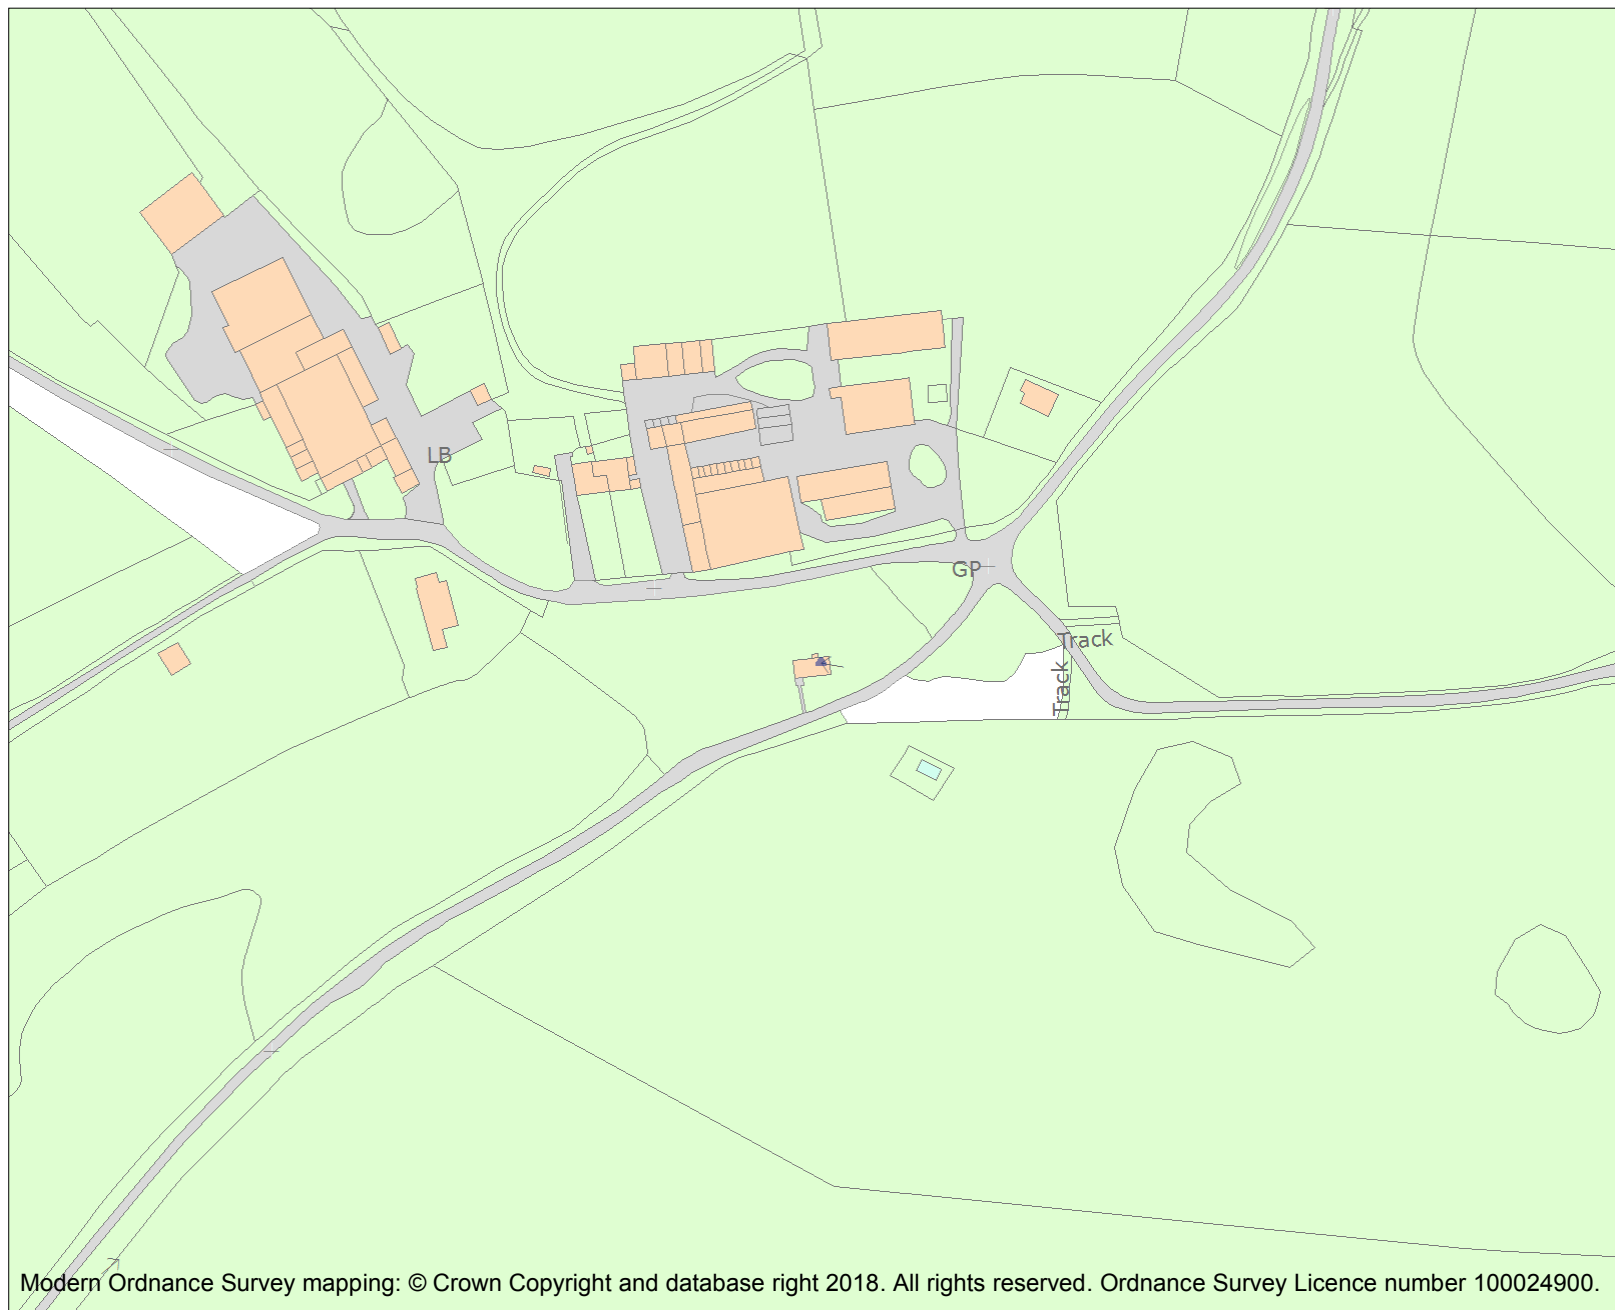 LB
GP
Track
Track
Modern Ordnance Survey mapping: © Crown Copyright and database right 2018. All rights reserved. Ordnance Survey Licence number 100024900.